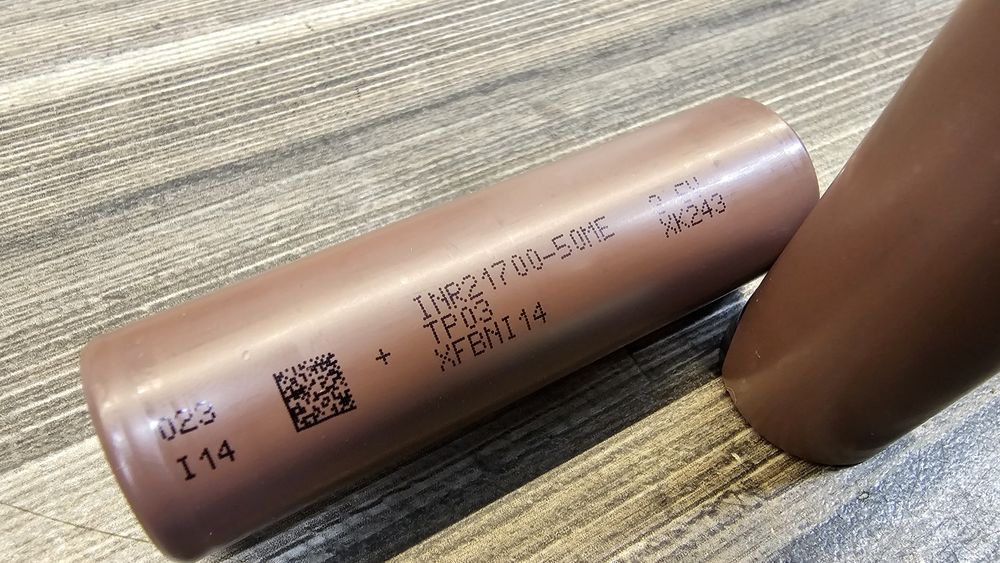 023
I14
+
INR21700-50ME
TP03
XFBNI14
XK243